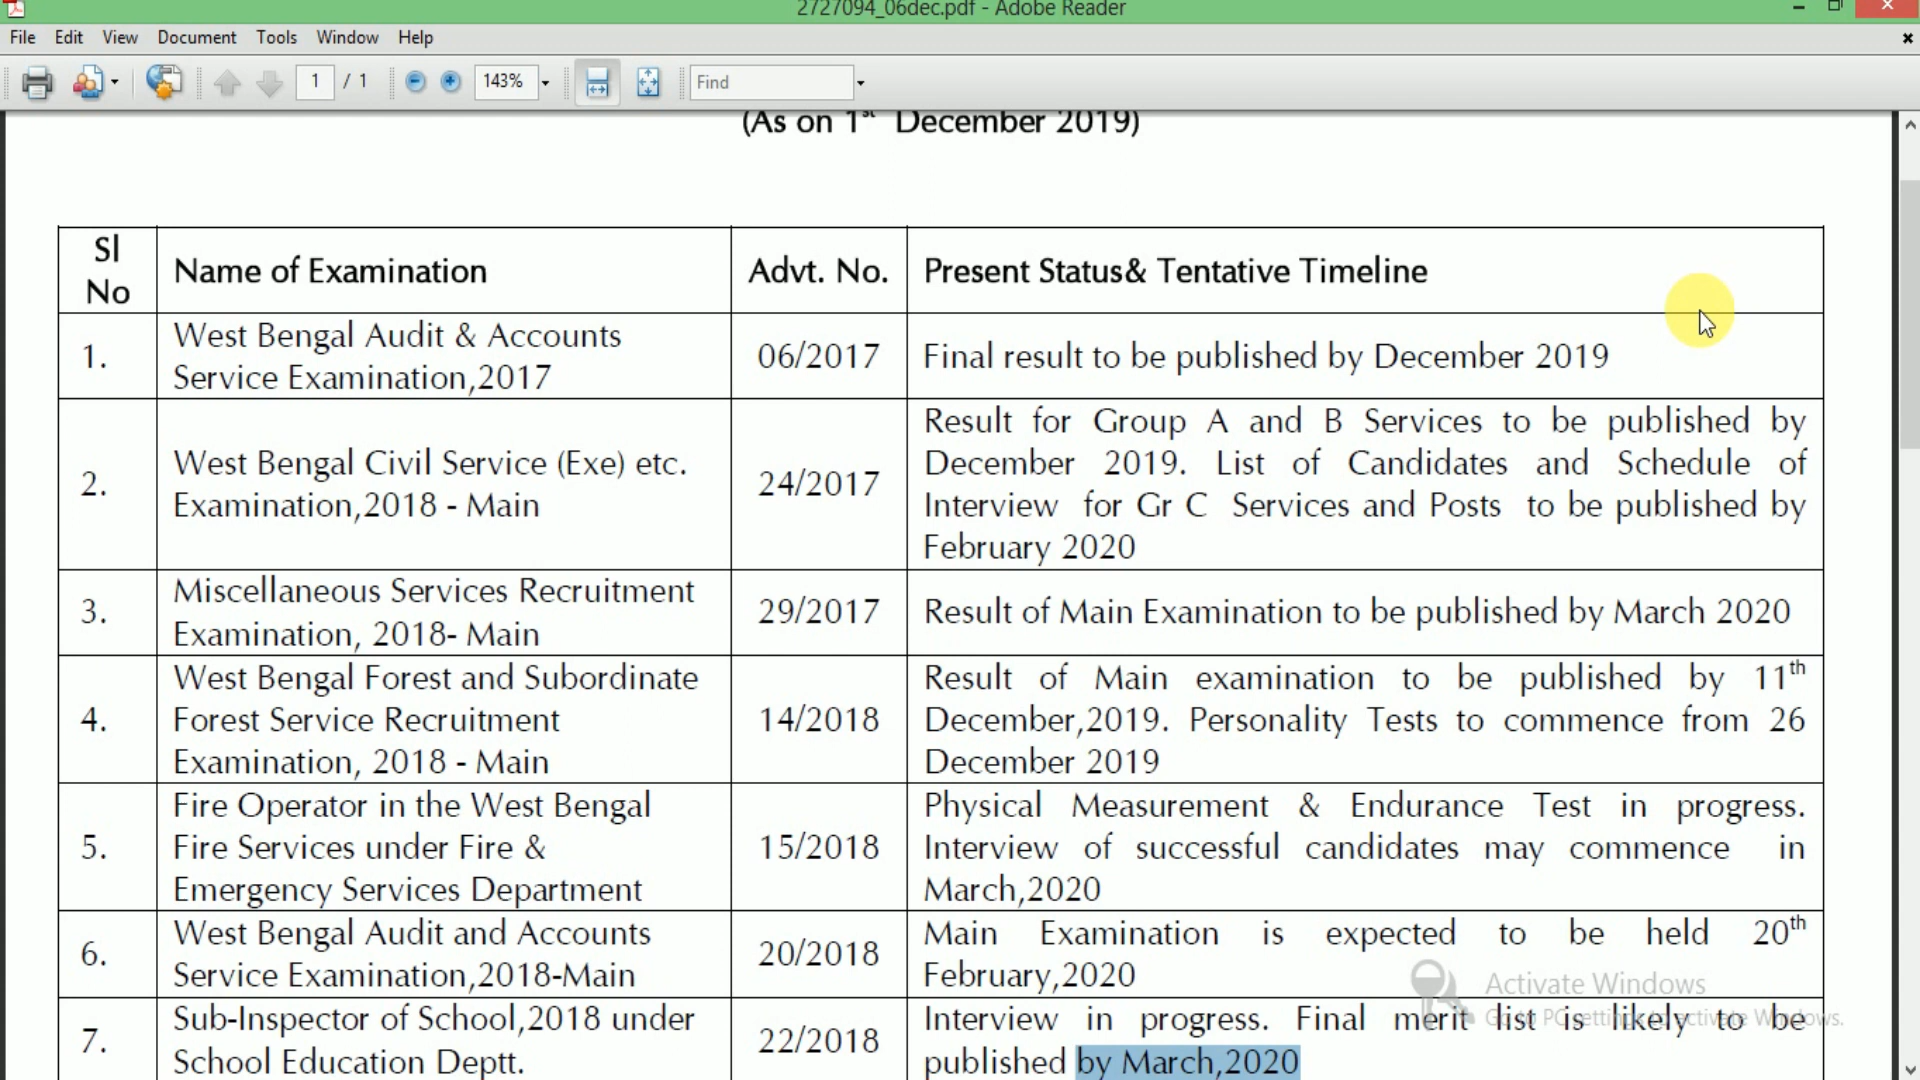 2727094_06dec.pdf - Adobe Reader
File Edit View Document Tools Window Help
1 / 1 143% Find
(As on 1st December 2019)
Sl No
Name of Examination
Advt. No.
Present Status& Tentative Timeline
1.
West Bengal Audit & Accounts
Service Examination,2017
06/2017
Final result to be published by December 2019
2.
West Bengal Civil Service (Exe) etc.
Examination,2018 - Main
24/2017
Result for Group A and B Services to be published by
December 2019. List of Candidates and Schedule of
Interview for Gr C Services and Posts to be published by
February 2020
3.
Miscellaneous Services Recruitment
Examination, 2018- Main
29/2017
Result of Main Examination to be published by March 2020
4.
West Bengal Forest and Subordinate
Forest Service Recruitment
Examination, 2018 - Main
14/2018
Result of Main examination to be published by 11th
December,2019. Personality Tests to commence from 26
December 2019
5.
Fire Operator in the West Bengal
Fire Services under Fire &
Emergency Services Department
15/2018
Physical Measurement & Endurance Test in progress.
Interview of successful candidates may commence in
March,2020
6.
West Bengal Audit and Accounts
Service Examination,2018-Main
20/2018
Main Examination is expected to be held 20th
February,2020
7.
Sub-Inspector of School,2018 under
School Education Deptt.
22/2018
Interview in progress. Final merit list is likely to be
published by March,2020
Activate Windows
Go to PC settings to activate Windows.